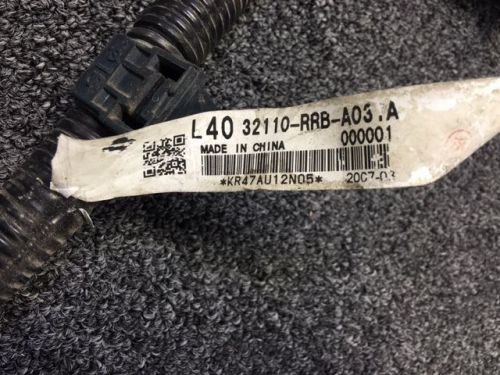 L40 32110-RRB-A03 .A
MADE IN CHINA 000001
*KR47AU12N05* 2007-03